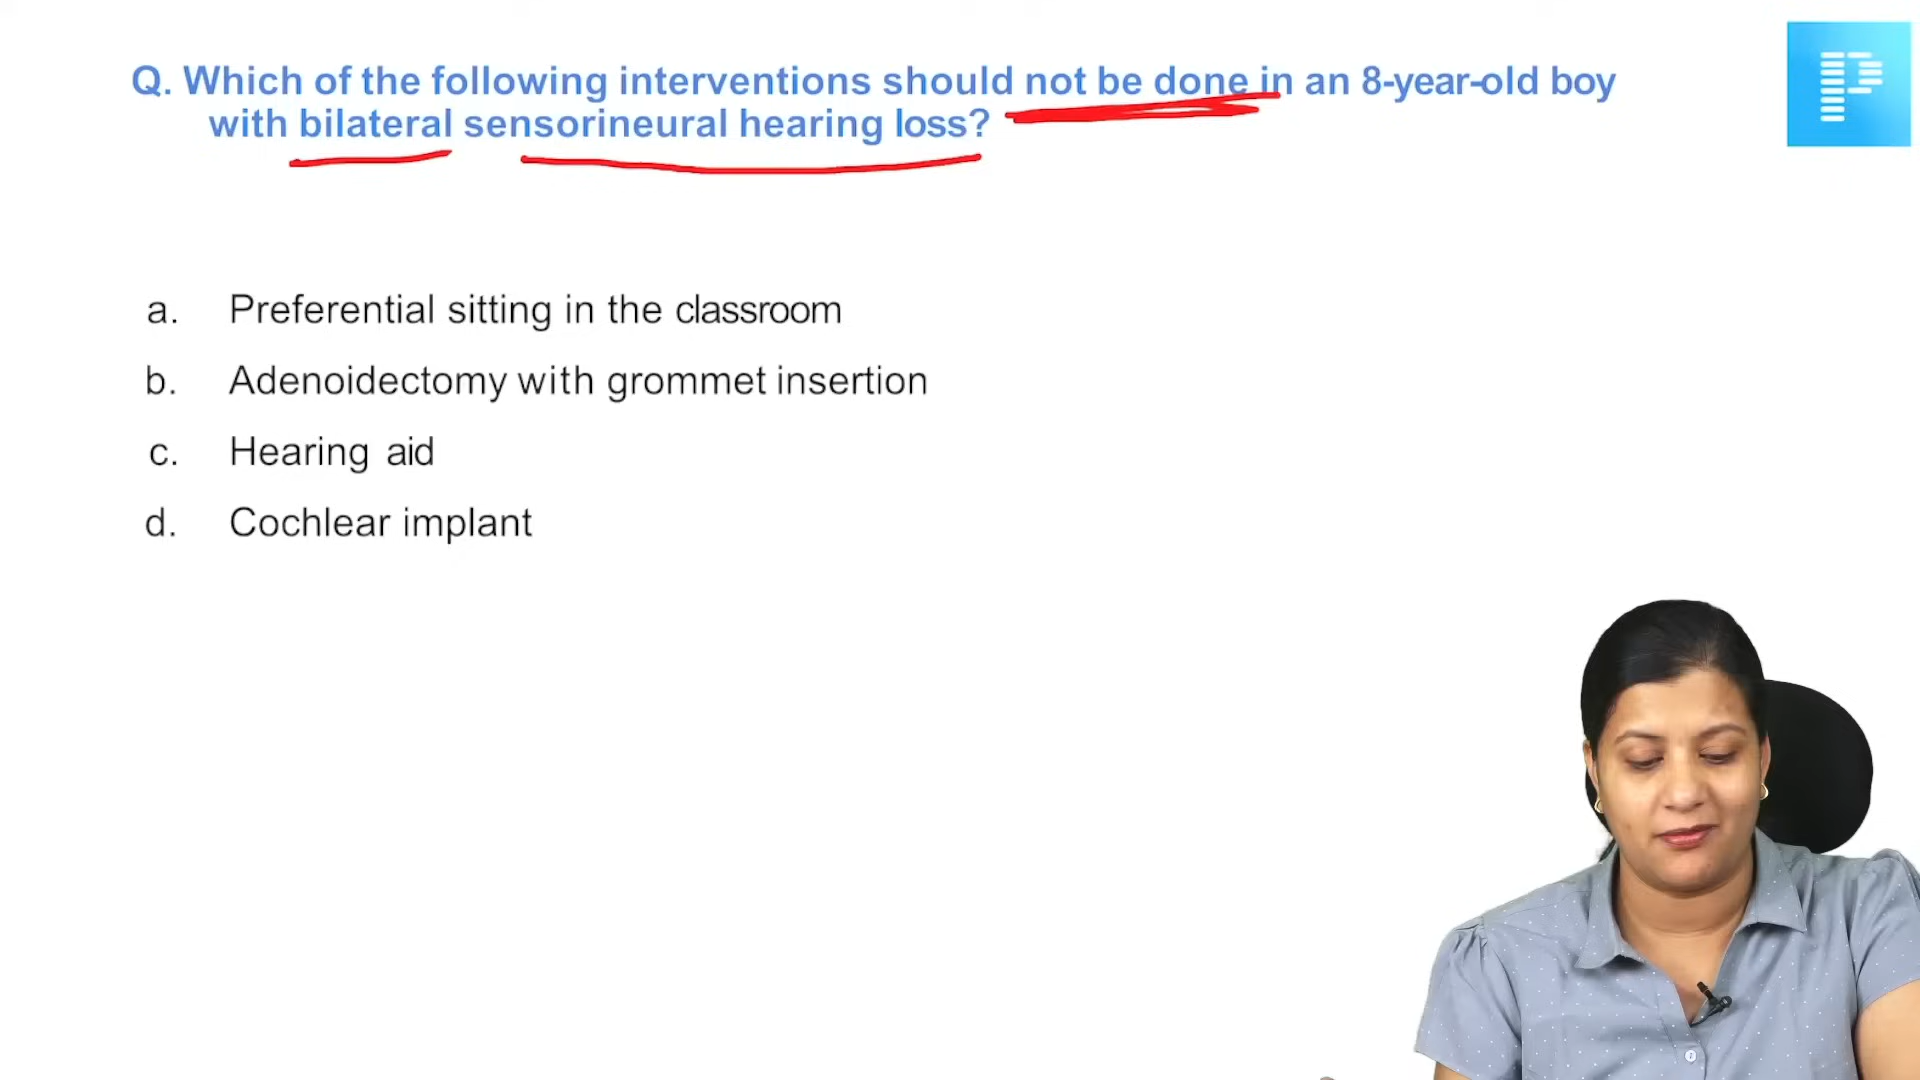 Q. Which of the following interventions should not be done in an 8-year-old boy
with bilateral sensorineural hearing loss?
a. Preferential sitting in the classroom
b. Adenoidectomy with grommet insertion
c. Hearing aid
d. Cochlear implant